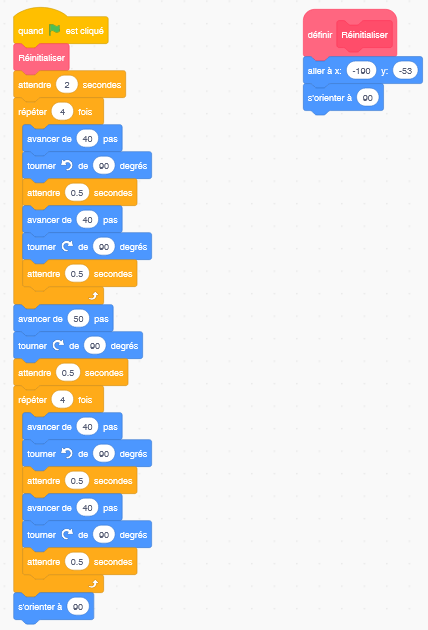 quand est cliqué
Réinitialiser
attendre 2 secondes
répéter 4 fois
avancer de 40 pas
tourner de 90 degrés
attendre 0.5 secondes
avancer de 40 pas
tourner de 90 degrés
attendre 0.5 secondes
avancer de 50 pas
tourner de 90 degrés
attendre 0.5 secondes
répéter 4 fois
avancer de 40 pas
tourner de 90 degrés
attendre 0.5 secondes
avancer de 40 pas
tourner de 90 degrés
attendre 0.5 secondes
s'orienter à 90
définir Réinitialiser
aller à x: -190 y: -53
s'orienter à 90